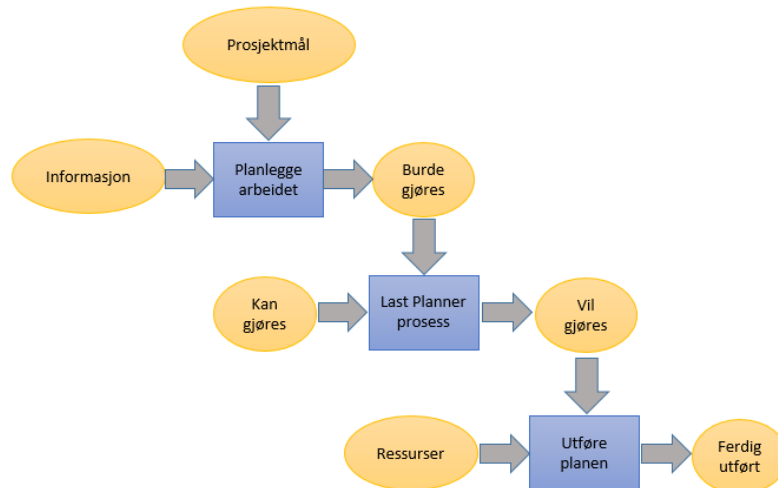 Prosjektmål
Informasjon
Planlegge
arbeidet
Burde
gjøres
Kan
gjøres
Last Planner
prosess
Vil
gjøres
Ressurser
Utføre
planen
Ferdig
utført